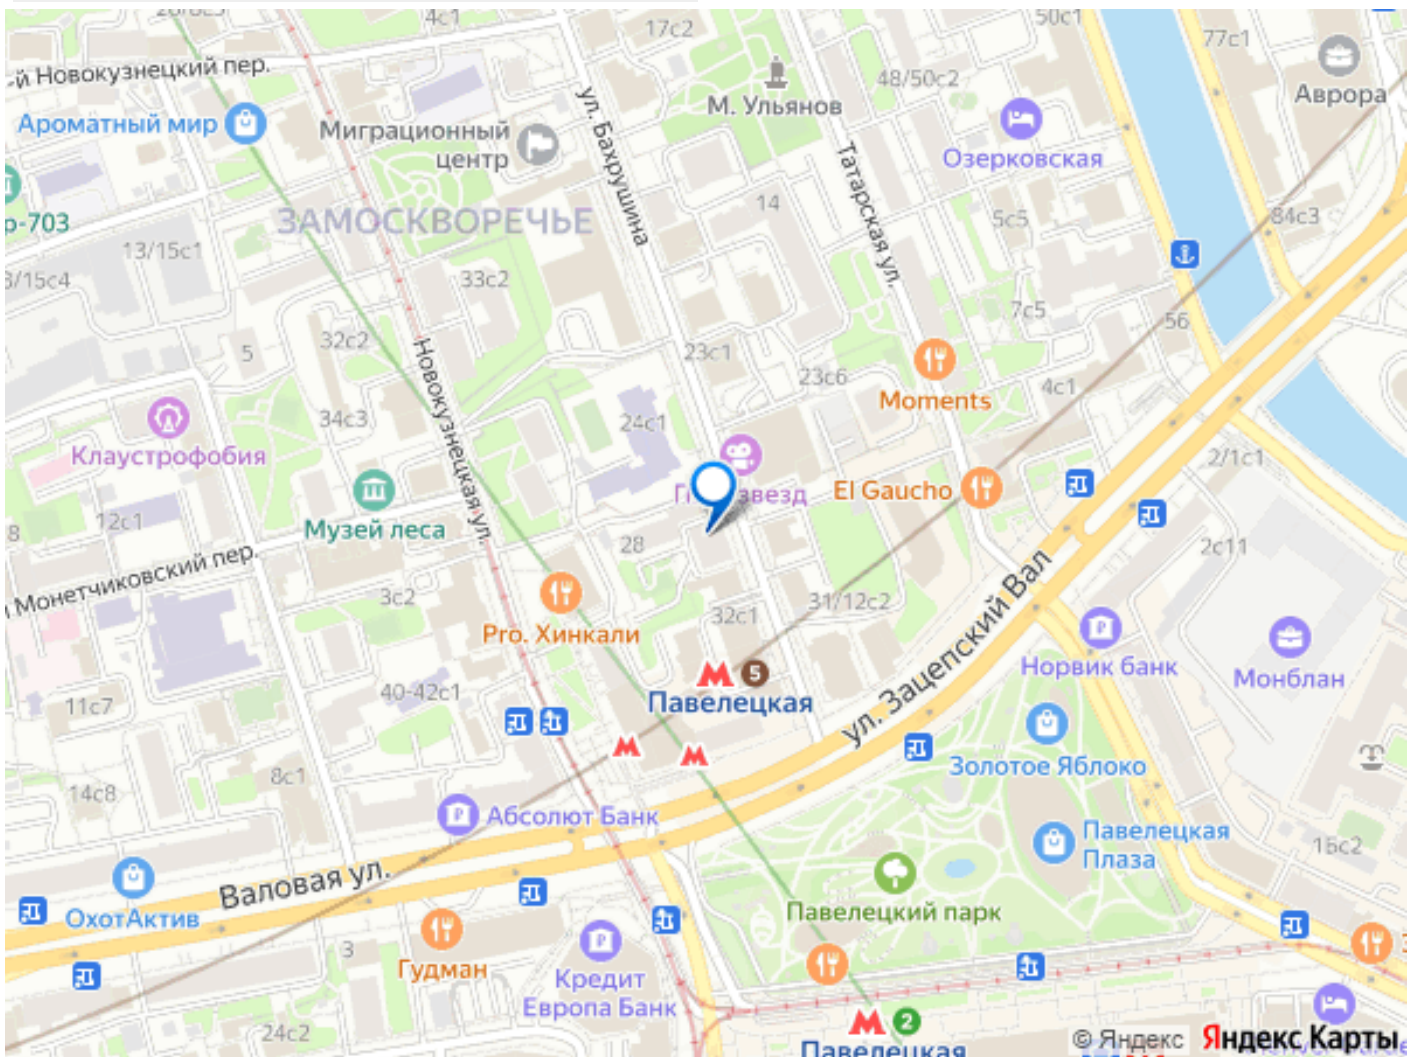 4с1
17с2
50с1
77с1
-й Новокузнецкий пер.
Аврора
48/50с2
М. Ульянов
Ароматный мир
Миграционный
центр
ул. Бахрушина
Озерковская
Татарская ул.
14
р-703
ЗАМОСКВОРЕЧЬЕ
5с5
84с3
13/15с1
3/15с4
33с2
7с5
56
32с2
5
Новокузнецкая ул.
23с1
23с6
4с1
Moments
34с3
24с1
Клаустрофобия
2/1с1
El Gaucho
звезд
12с1
Музей леса
8
28
2с11
Монетчиковский пер.
3с2
31/12с2
32с1
ул. Зацепский Вал
Pro. Хинкали
Норвик банк
Монблан
5
Павелецкая
40-42с1
11с7
Золотое Яблоко
8с1
14с8
Абсолют Банк
Павелецкая
Плаза
Валовая ул.
ОхотАктив
Павелецкий парк
3
Гудман
Кредит
Европа Банк
2
24с2
Павелецкая
© Яндекс Яндекс Карты